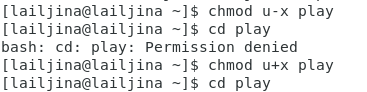 [lailjina@lailjina ~]$ chmod u-x play
[lailjina@lailjina ~]$ cd play
bash: cd: play: Permission denied
[lailjina@lailjina ~]$ chmod u+x play
[lailjina@lailjina ~]$ cd play